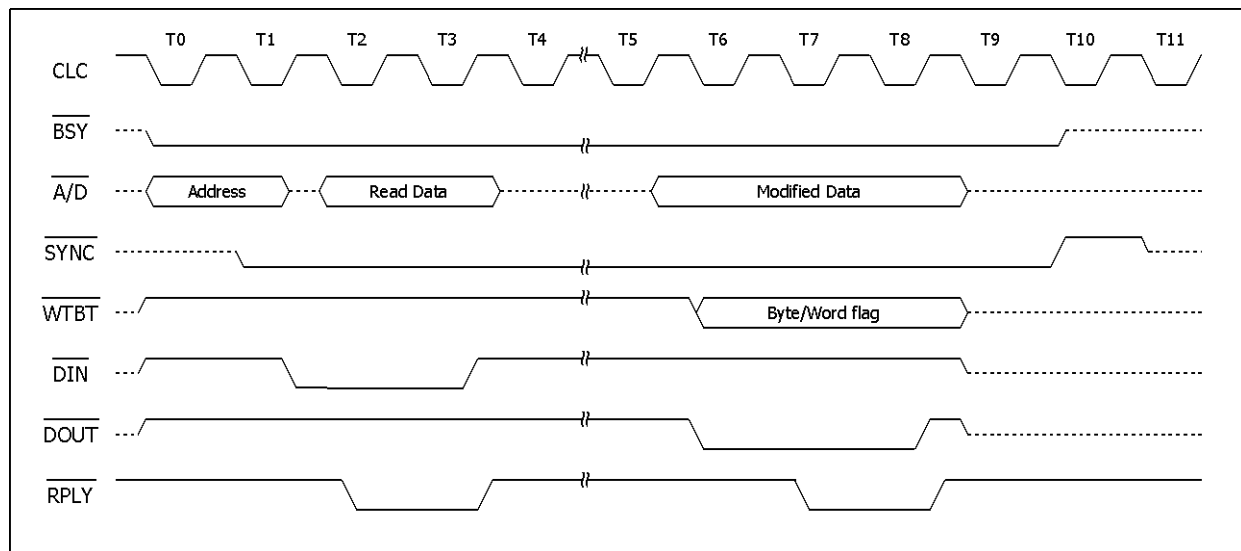 T0 T1 T2 T3 T4 T5 T6 T7 T8 T9 T10 T11
CLC
BSY
A/D Address Read Data Modified Data
SYNC
WTBT Byte/Word flag
DIN
DOUT
RPLY